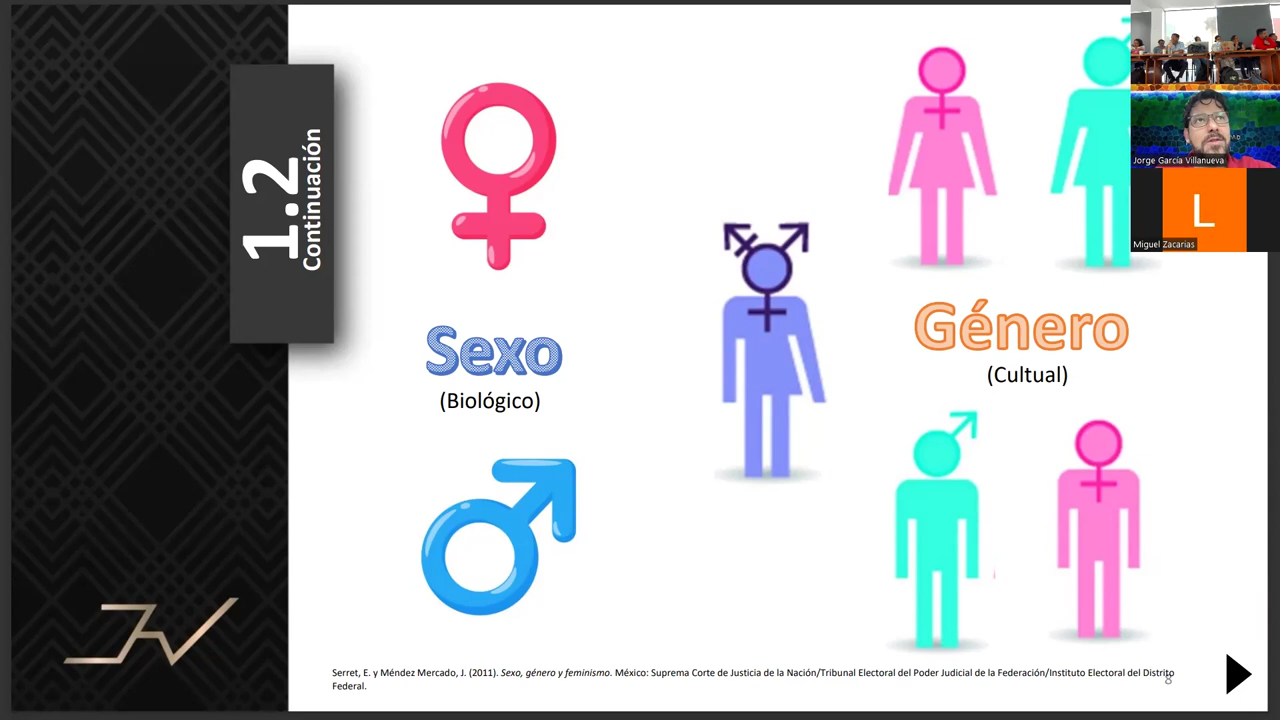 1.2
Continuación
Sexo
(Biológico)
Género
(Cultual)
Serret, E. y Méndez Mercado, J. (2011). Sexo, género y feminismo. México: Suprema Corte de Justicia de la Nación/Tribunal Electoral del Poder Judicial de la Federación/Instituto Electoral del Distrito
Federal.
8
Jorge García Villanueva
L
Miguel Zacarias